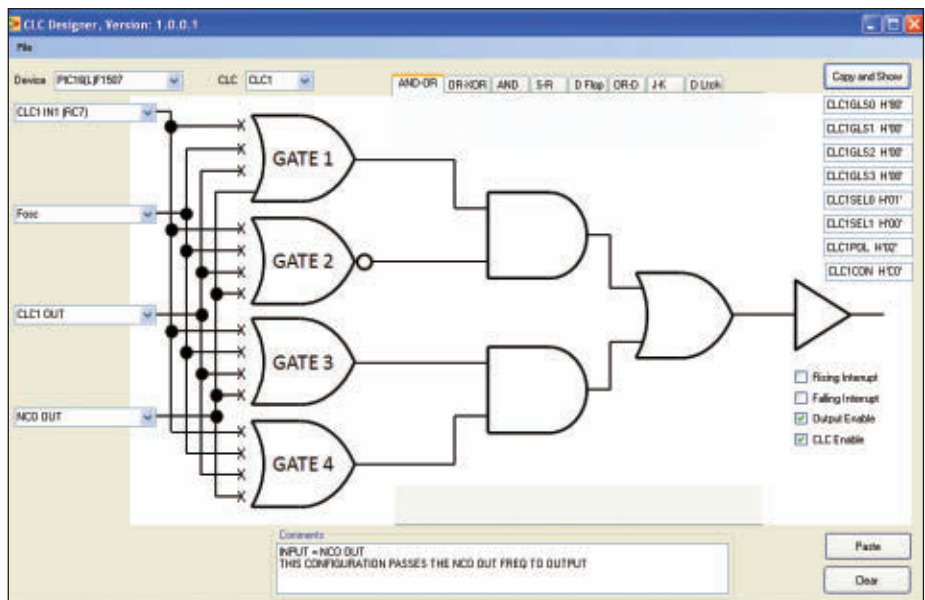 CLC Designer, Version: 1.0.0.1
File
Device PIC16(L)F1507 CLC CLC1
AND-OR OR-XOR AND S-R D Flop OR-D J-K D Ltch
Copy and Show
CLC1 IN1 (RC7)
Fosc
CLC1 OUT
NCO OUT
GATE 1
GATE 2
GATE 3
GATE 4
CLC1GLS0 H'80'
CLC1GLS1 H'00'
CLC1GLS2 H'00'
CLC1GLS3 H'00'
CLC1SEL0 H'01'
CLC1SEL1 H'00'
CLC1POL H'02'
CLC1CON H'C0'
Rising Interrupt
Falling Interrupt
Output Enable
CLC Enable
Comments
INPUT = NCO OUT
THIS CONFIGURATION PASSES THE NCO OUT FREQ TO OUTPUT
Paste
Clear